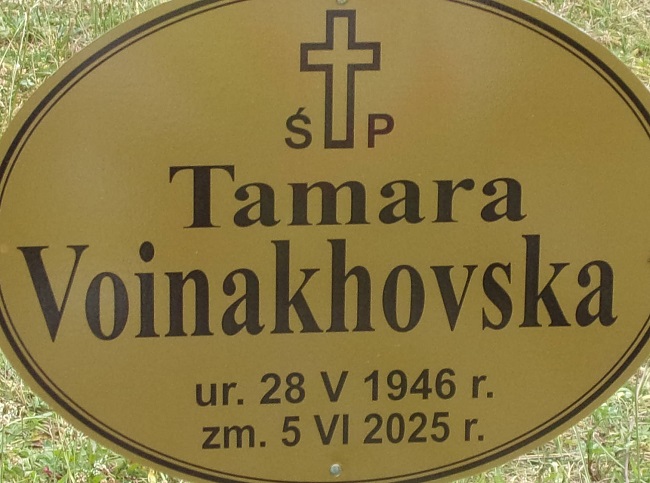 Ś P
Tamara
Voinakhovska
ur. 28 V 1946 r.
zm. 5 VI 2025 r.